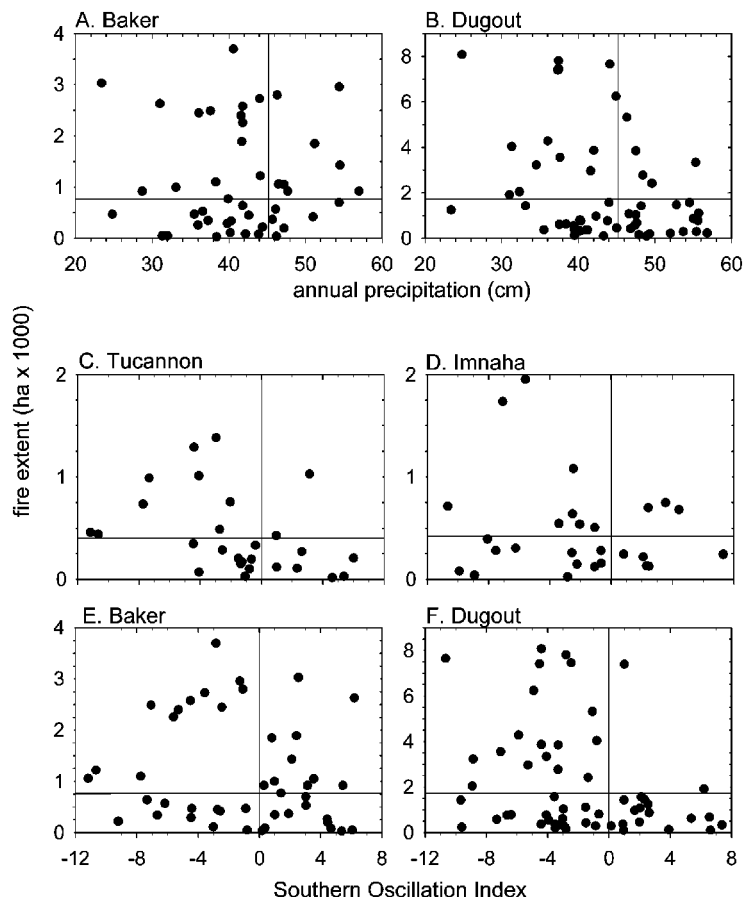 A. Baker
B. Dugout
4
3
2
1
0
8
6
4
2
0
20 30 40 50 60
20 30 40 50 60
annual precipitation (cm)
annual precipitation (cm)
fire extent (ha x 1000)
C. Tucannon
D. Imnaha
2
1
0
2
1
0
E. Baker
F. Dugout
4
3
2
1
0
8
6
4
2
0
-12 -8 -4 0 4 8
-12 -8 -4 0 4 8
Southern Oscillation Index